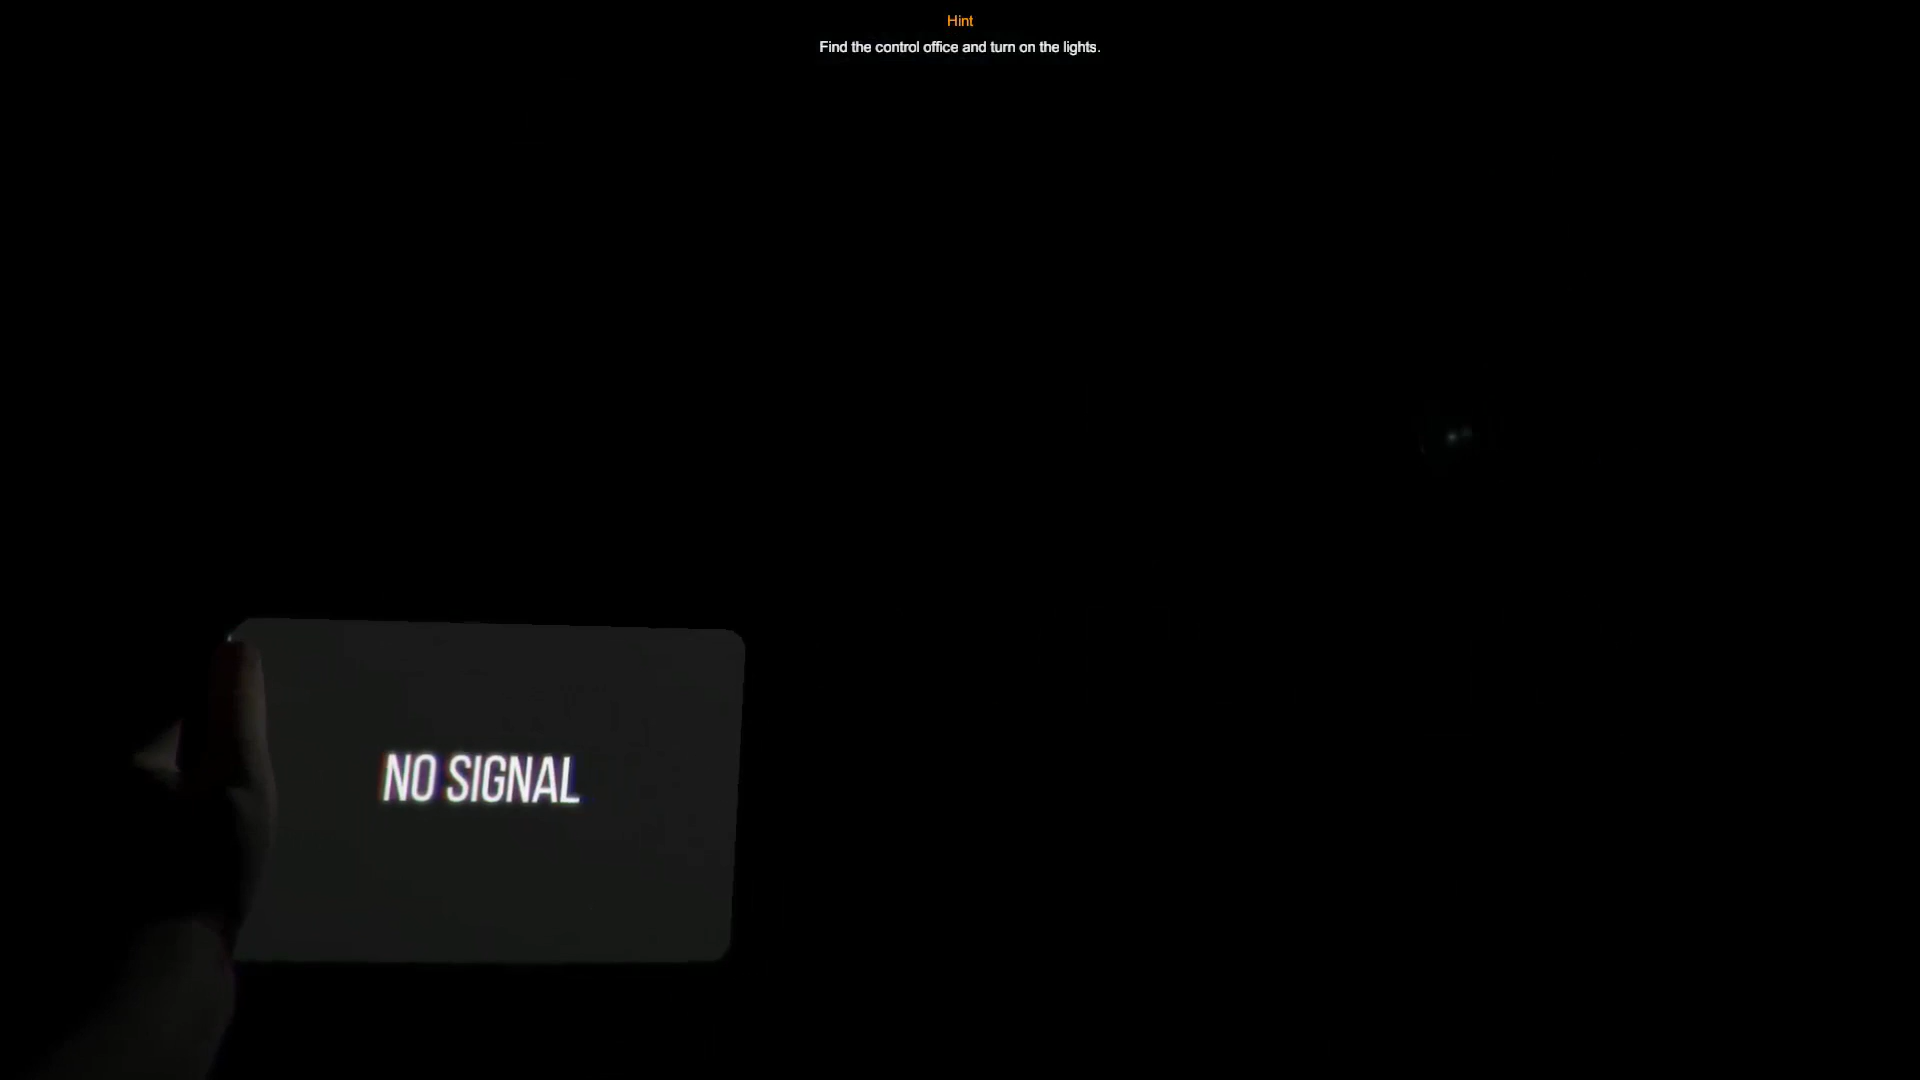 Hint
Find the control office and turn on the lights.
NO SIGNAL